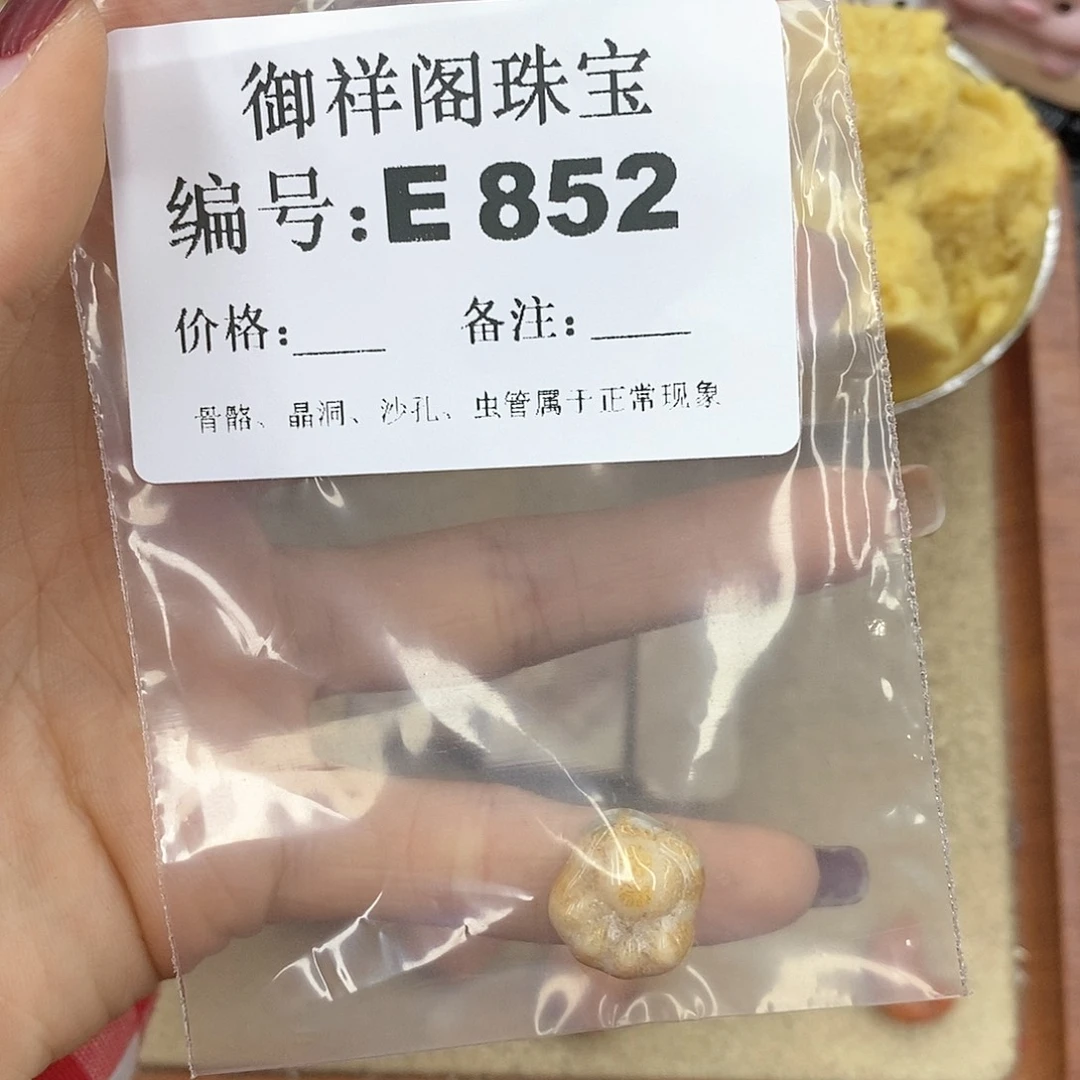 御祥阁珠宝
编号:E 852
价格:____ 备注:____
骨骼、晶洞、沙孔、虫管属于正常现象